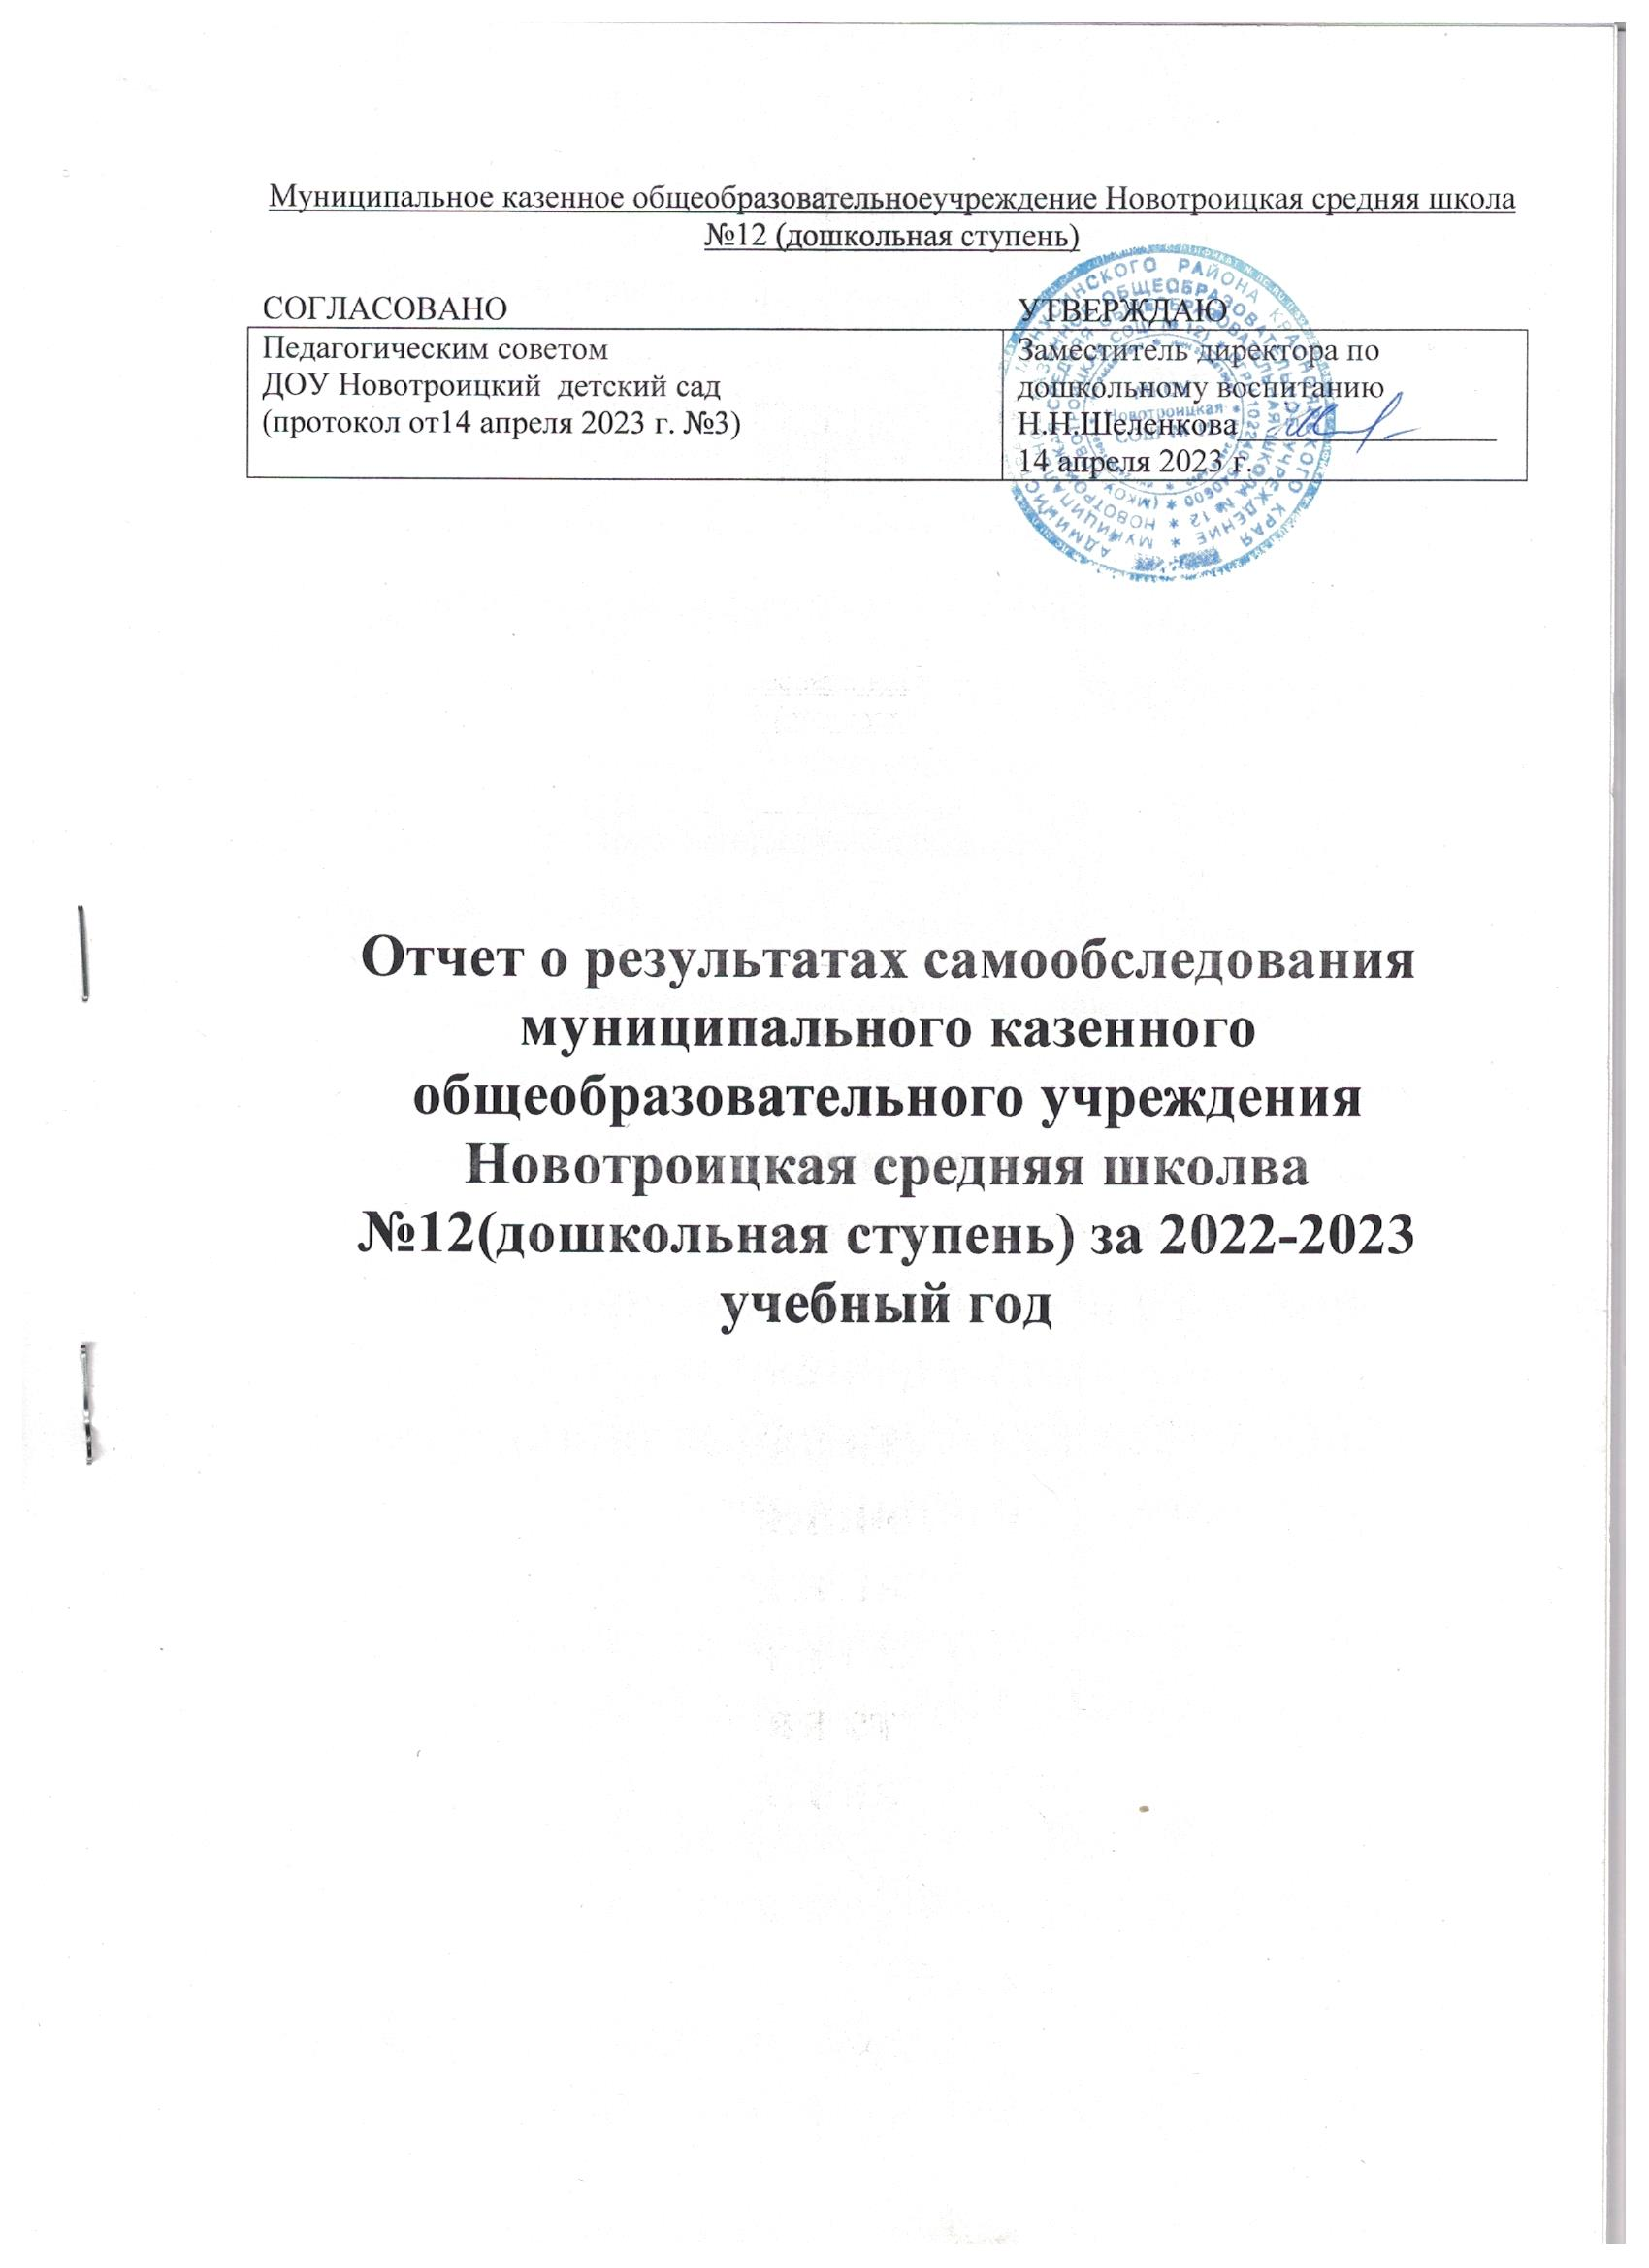 Муниципальное казенное общеобразовательноеучреждение Новотроицкая средняя школа
№12 (дошкольная ступень)
СОГЛАСОВАНО
УТВЕРЖДАЮ
Педагогическим советом
ДОУ Новотроицкий  детский сад
(протокол от14 апреля 2023 г. №3)
Заместитель директора по
дошкольному воспитанию
Н.Н.Шеленкова
14 апреля 2023 г.
РАЙОНА
Новотроицкая
Отчет о результатах самообследования
муниципального казенного
общеобразовательного учреждения
Новотроицкая средняя школва
№12(дошкольная ступень) за 2022-2023
учебный год